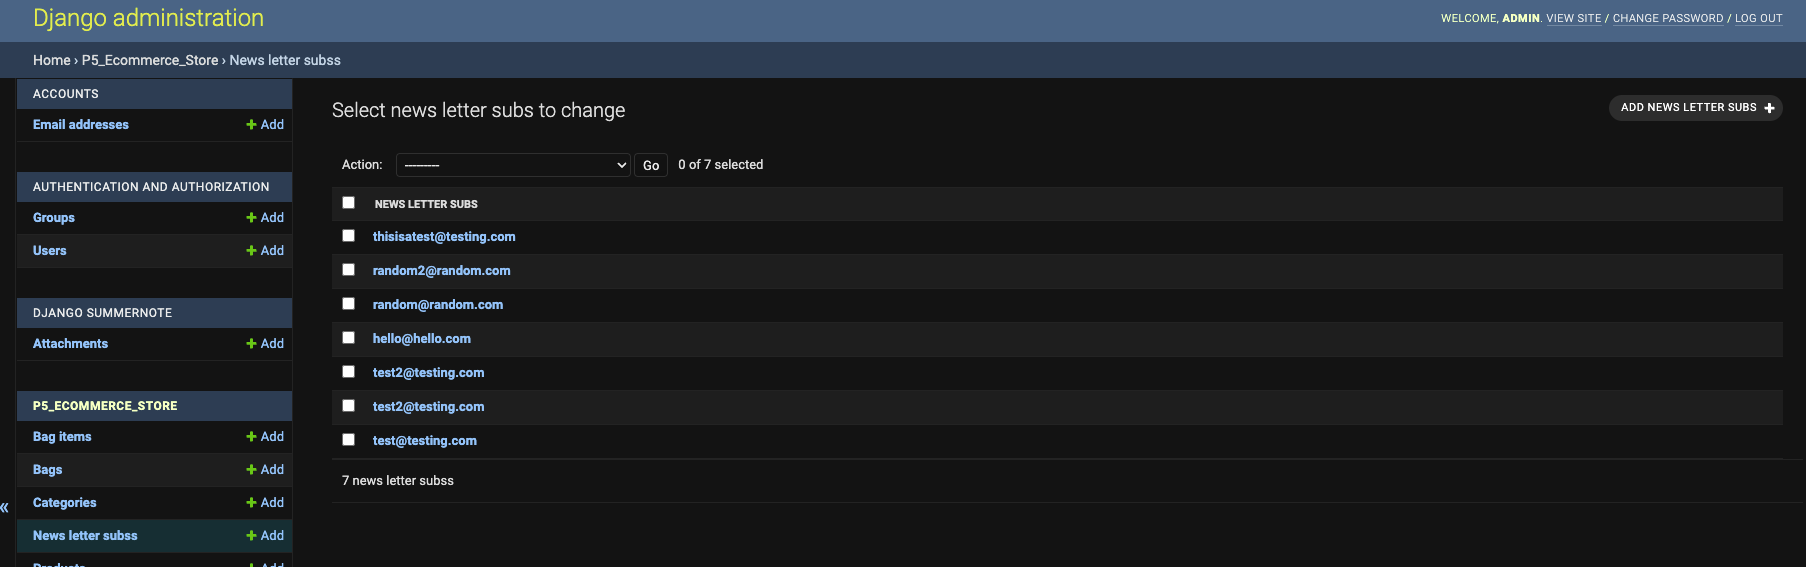 Django administration
WELCOME, ADMIN. VIEW SITE / CHANGE PASSWORD / LOG OUT
Home › P5_Ecommerce_Store › News letter subss
ACCOUNTS
Email addresses + Add
AUTHENTICATION AND AUTHORIZATION
Groups + Add
Users + Add
DJANGO SUMMERNOTE
Attachments + Add
P5_ECOMMERCE_STORE
Bag items + Add
Bags + Add
Categories + Add
«
News letter subss + Add
Products + Add
Select news letter subs to change
ADD NEWS LETTER SUBS +
Action: --------- Go 0 of 7 selected
NEWS LETTER SUBS
thisisatest@testing.com
random2@random.com
random@random.com
hello@hello.com
test2@testing.com
test2@testing.com
test@testing.com
7 news letter subss